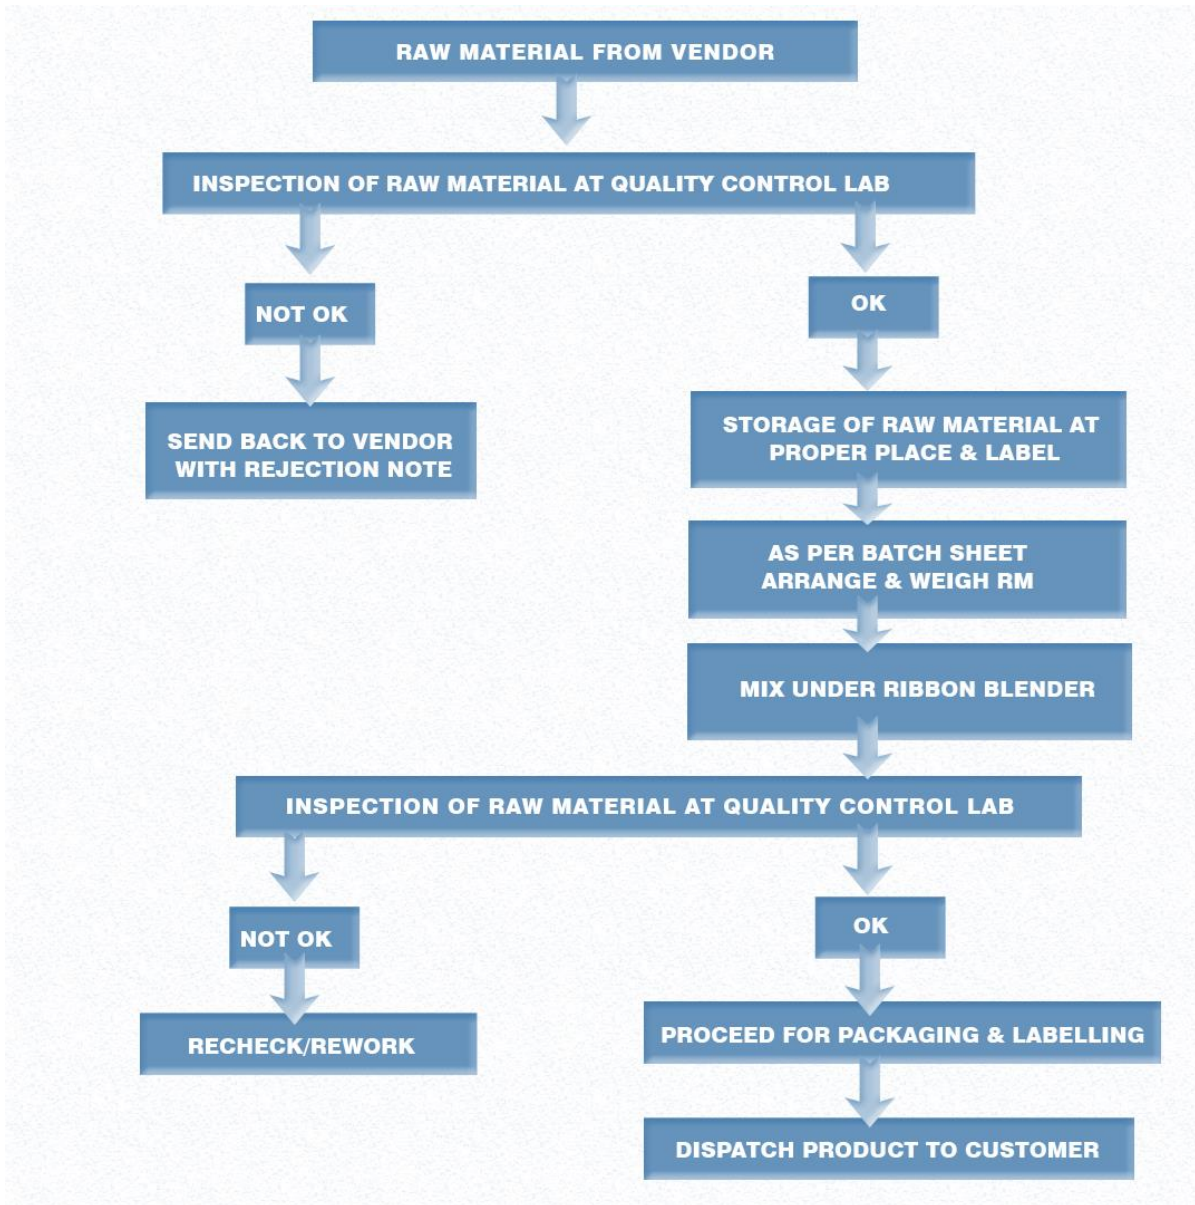 RAW MATERIAL FROM VENDOR
INSPECTION OF RAW MATERIAL AT QUALITY CONTROL LAB
NOT OK
OK
SEND BACK TO VENDOR
WITH REJECTION NOTE
STORAGE OF RAW MATERIAL AT
PROPER PLACE & LABEL
AS PER BATCH SHEET
ARRANGE & WEIGH RM
MIX UNDER RIBBON BLENDER
INSPECTION OF RAW MATERIAL AT QUALITY CONTROL LAB
NOT OK
OK
RECHECK/REWORK
PROCEED FOR PACKAGING & LABELLING
DISPATCH PRODUCT TO CUSTOMER